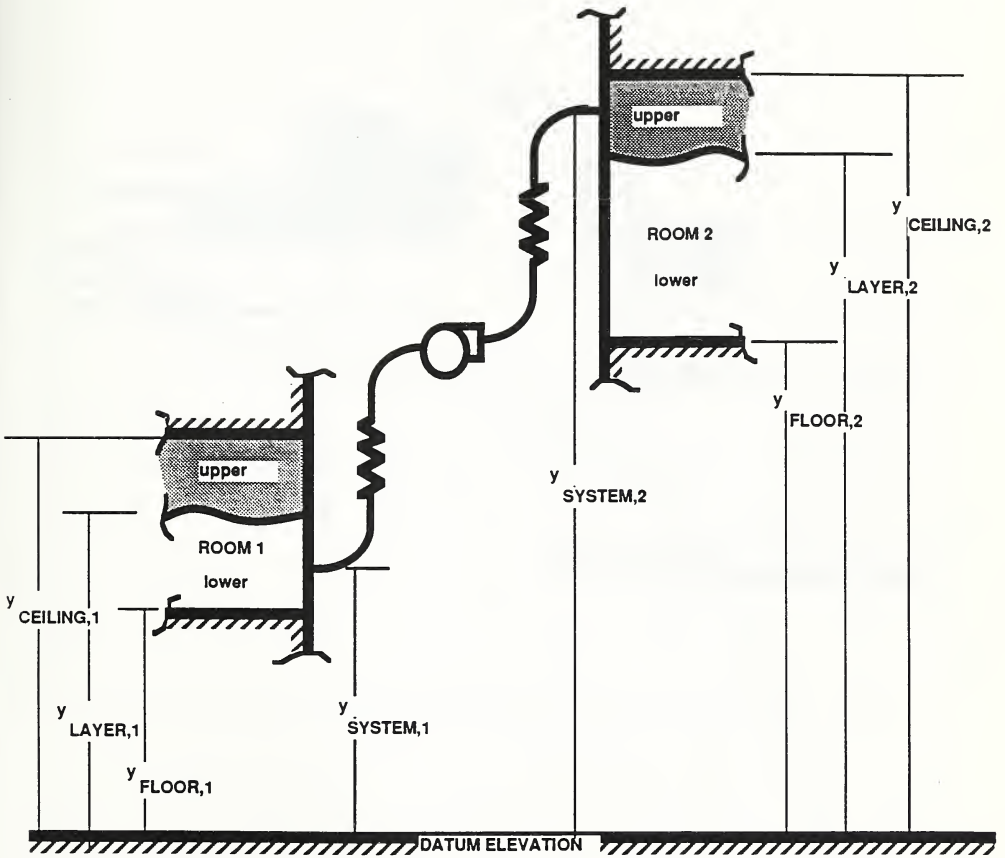 upper
ROOM 2
lower
y CEILING,2
y LAYER,2
y FLOOR,2
y SYSTEM,2
upper
ROOM 1
lower
y CEILING,1
y LAYER,1
y FLOOR,1
y SYSTEM,1
DATUM ELEVATION